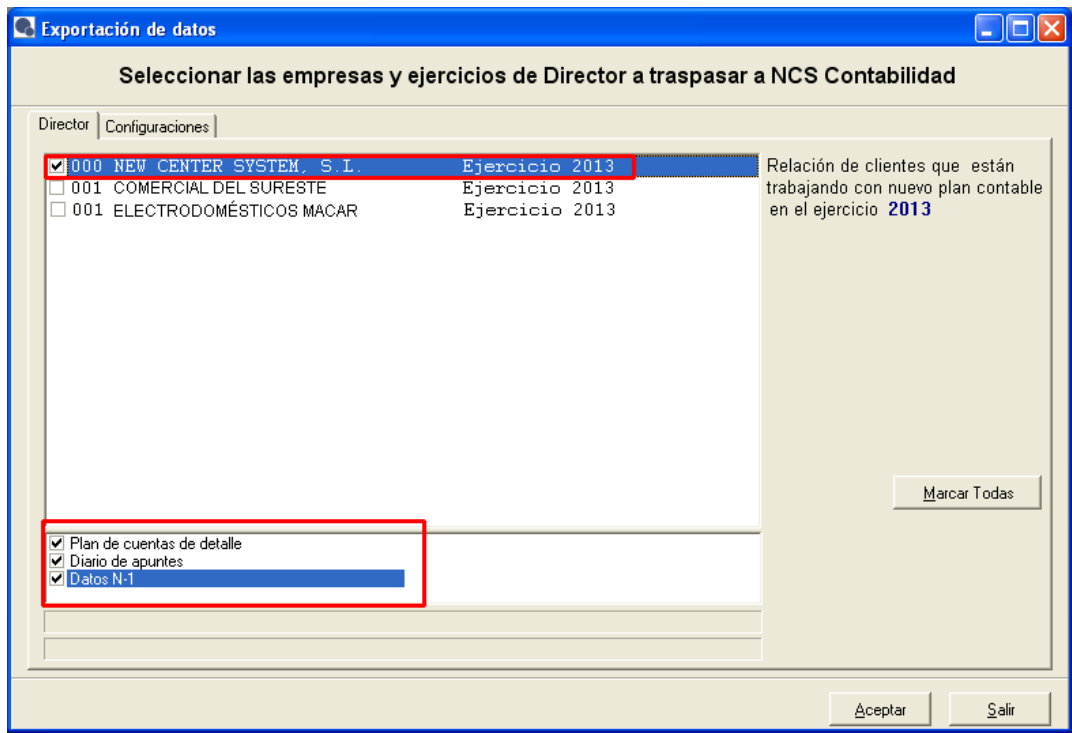 Exportación de datos
Seleccionar las empresas y ejercicios de Director a traspasar a NCS Contabilidad
Director Configuraciones
000 NEW CENTER SYSTEM, S.L. Ejercicio 2013
001 COMERCIAL DEL SURESTE Ejercicio 2013
001 ELECTRODOMÉSTICOS MACAR Ejercicio 2013
Relación de clientes que están
trabajando con nuevo plan contable
en el ejercicio 2013
Marcar Todas
Plan de cuentas de detalle
Diario de apuntes
Datos N-1
Aceptar Salir